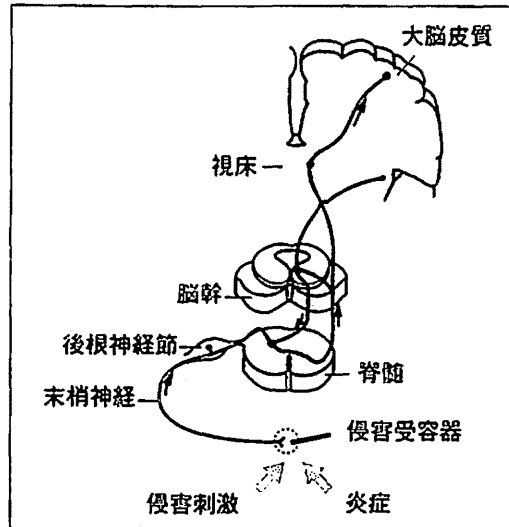 大脳皮質
視床
脳幹
後根神経節
脊髄
末梢神経
侵害受容器
侵害刺激
炎症